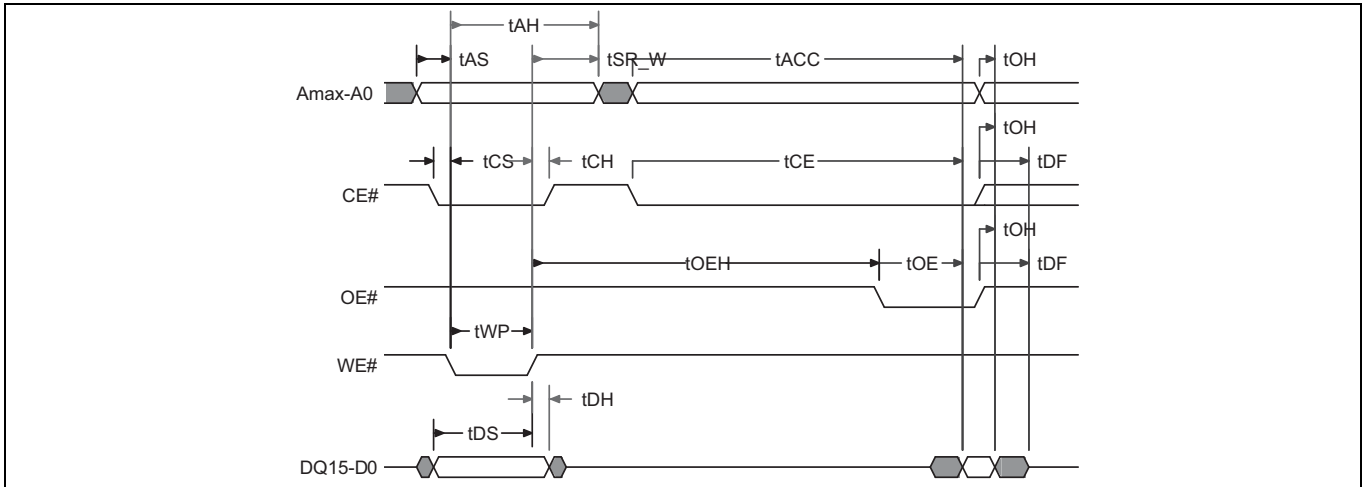 tAH
tAS tSR_W tACC tOH
Amax-A0
tOH
tCS tCH tCE tDF
CE#
tOH
tOEH tOE tDF
OE#
tWP
WE#
tDH
tDS
DQ15-D0